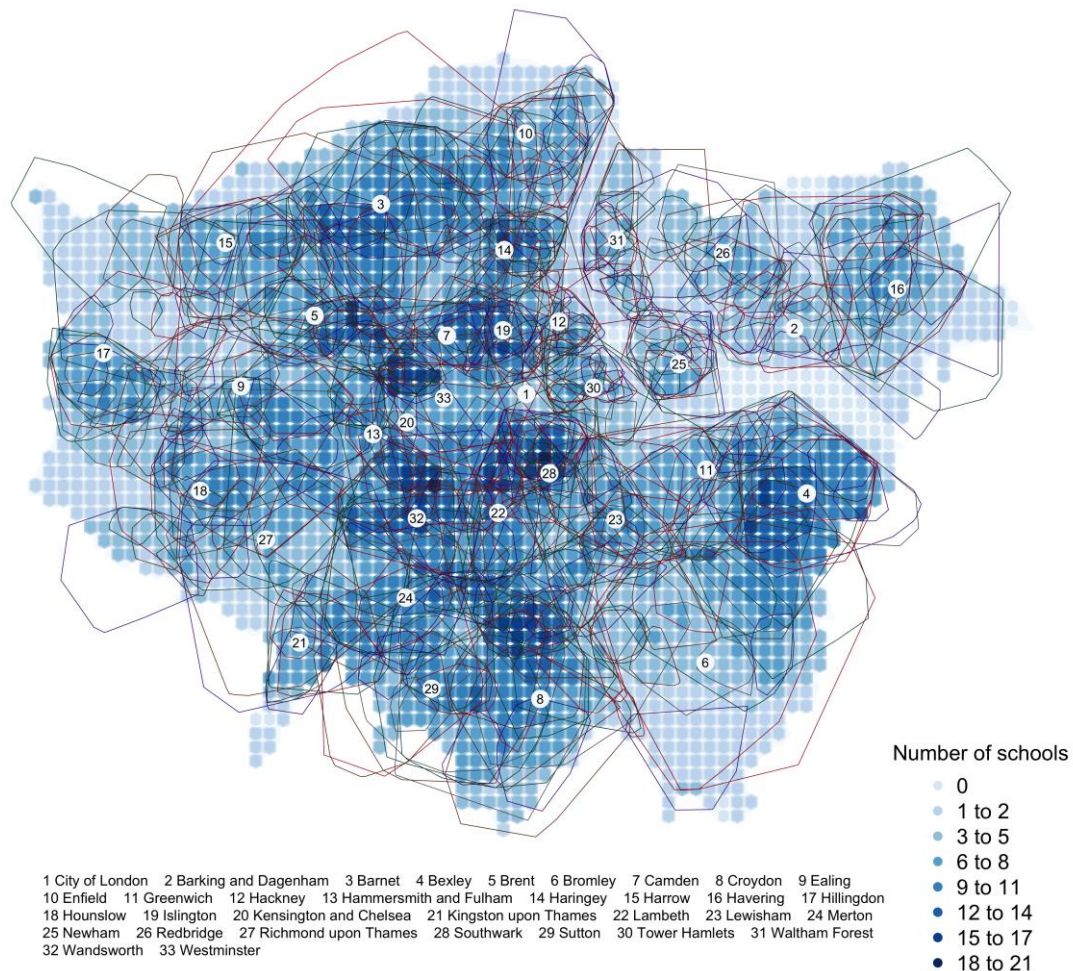 10
3
31
15
14
26
16
5
7
19
12
2
17
25
9
33
1
30
20
13
28
11
18
4
32
22
23
27
24
21
6
29
8
Number of schools
0
1 to 2
3 to 5
6 to 8
9 to 11
12 to 14
15 to 17
18 to 21
1 City of London 2 Barking and Dagenham 3 Barnet 4 Bexley 5 Brent 6 Bromley 7 Camden 8 Croydon 9 Ealing
10 Enfield 11 Greenwich 12 Hackney 13 Hammersmith and Fulham 14 Haringey 15 Harrow 16 Havering 17 Hillingdon
18 Hounslow 19 Islington 20 Kensington and Chelsea 21 Kingston upon Thames 22 Lambeth 23 Lewisham 24 Merton
25 Newham 26 Redbridge 27 Richmond upon Thames 28 Southwark 29 Sutton 30 Tower Hamlets 31 Waltham Forest
32 Wandsworth 33 Westminster